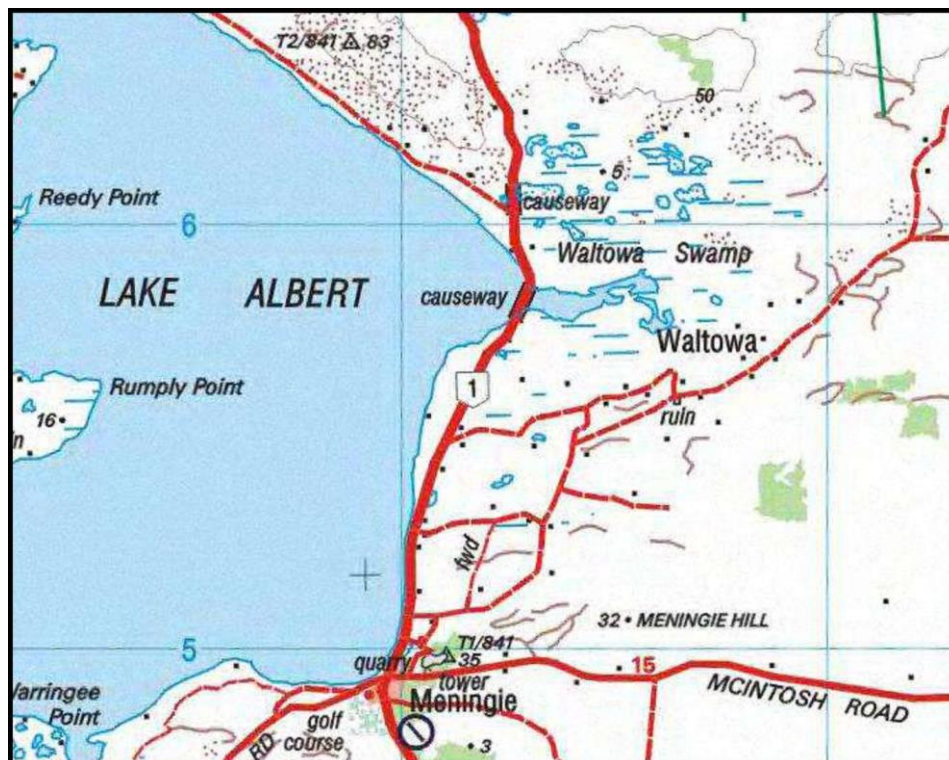 T2/841 83
50
Reedy Point
6
causeway
6
Waltowa Swamp
LAKE ALBERT
causeway
Waltowa
Rumply Point
1
16
ruin
fwd
32 • MENINGIE HILL
5
T1/841
quarry
35
15
tower
Meningie
MCINTOSH ROAD
Point
golf
course
RD
3